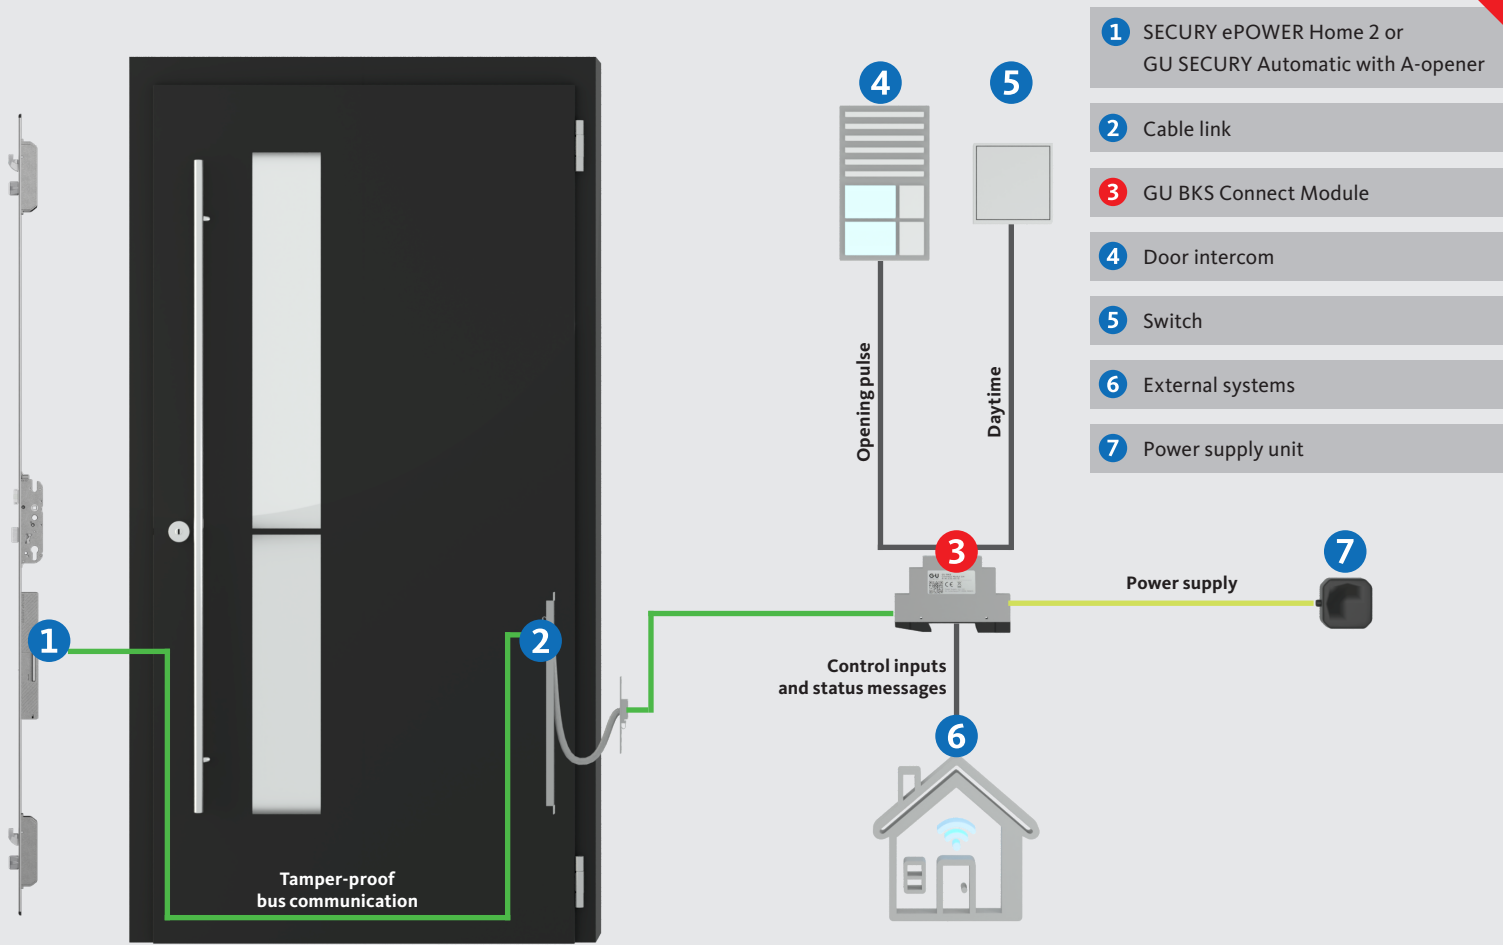 1 SECURY ePOWER Home 2 or
GU SECURY Automatic with A-opener
2 Cable link
3 GU BKS Connect Module
4 Door intercom
5 Switch
6 External systems
7 Power supply unit
4
5
Opening pulse
Daytime
3
7
Power supply
G·U
1
2
Control inputs
and status messages
6
Tamper-proof
bus communication